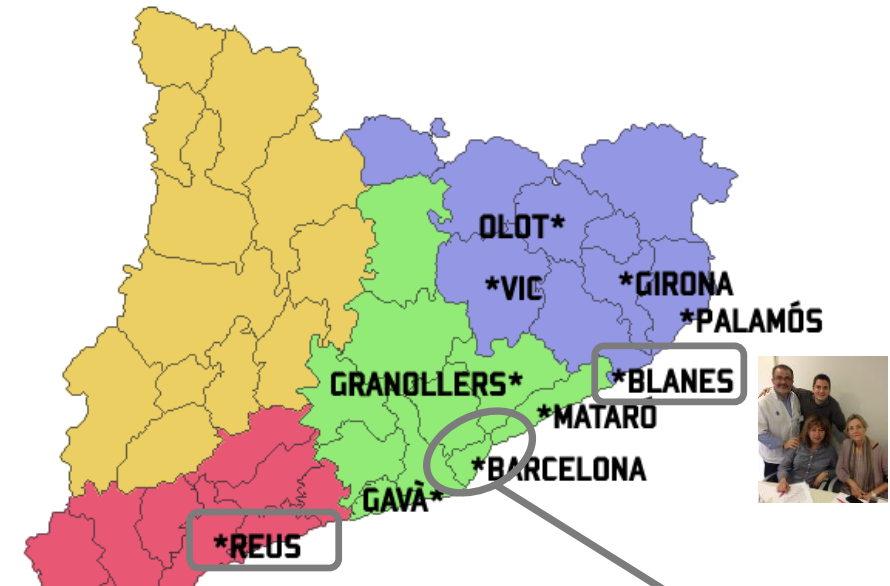 OLOT*
*VIC
*GIRONA
*PALAMÓS
GRANOLLERS*
*BLANES
*MATARÓ
*BARCELONA
GAVÀ*
*REUS